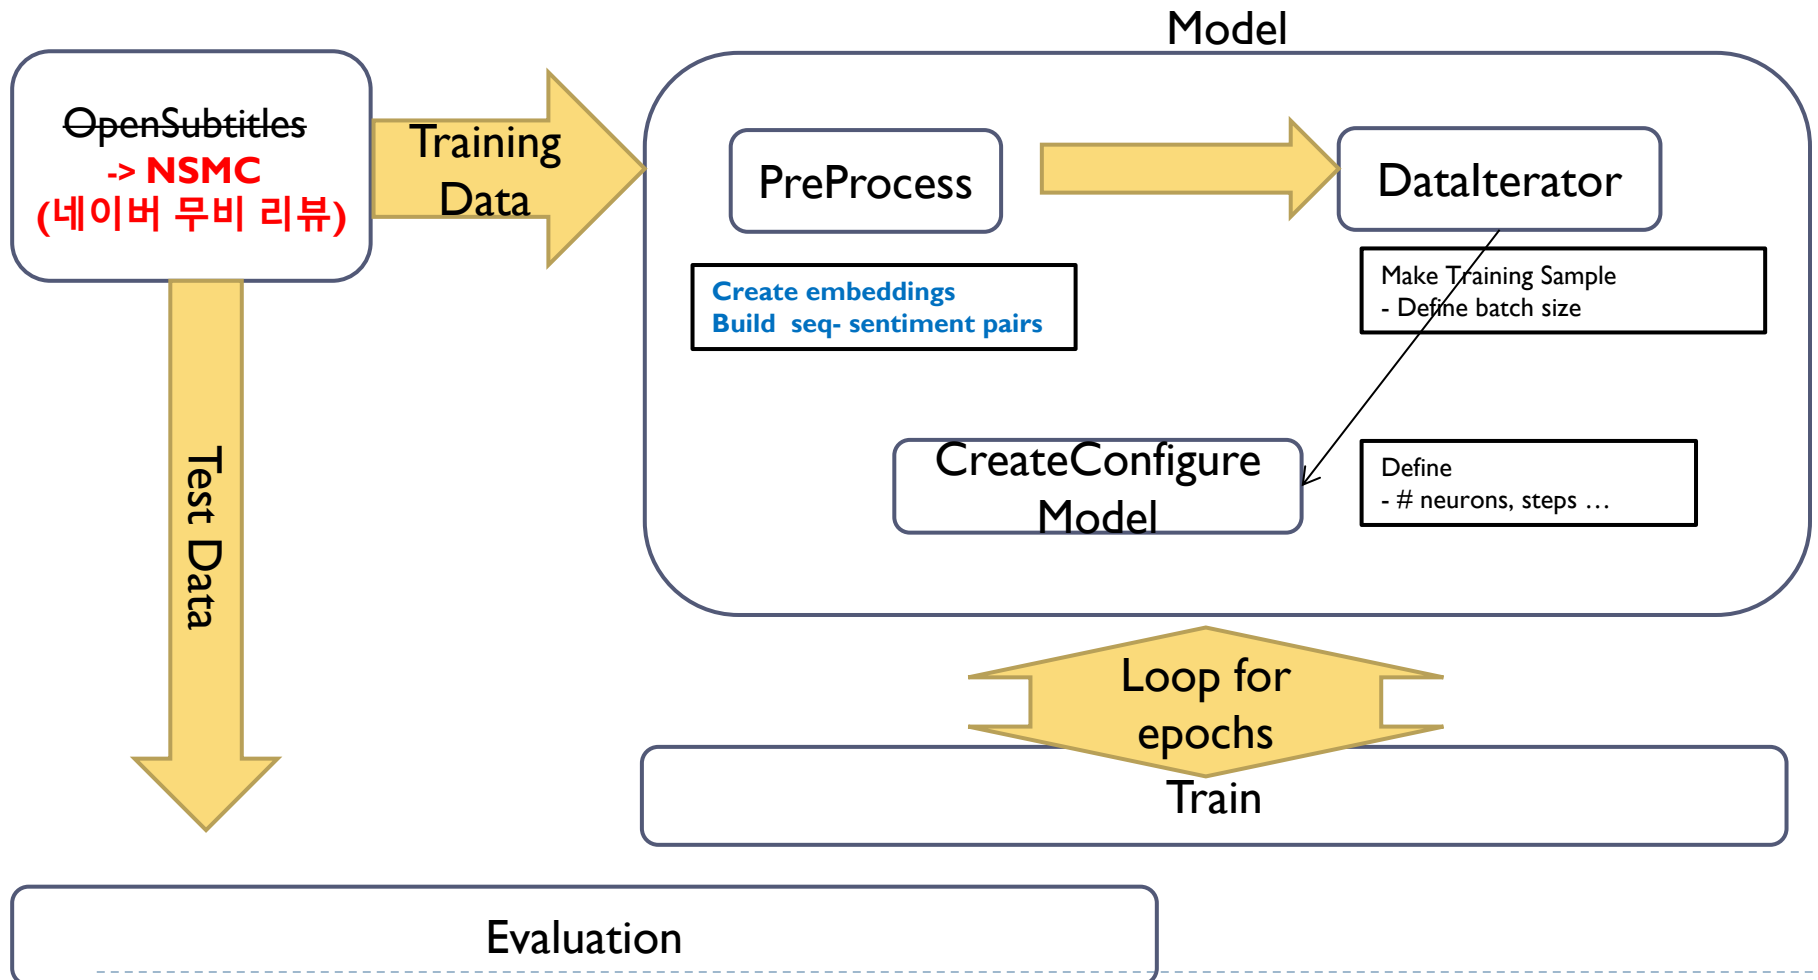 Model
OpenSubtitles
-> NSMC
(네이버 무비 리뷰)
Training
Data
PreProcess
DataIterator
Create embeddings
Build seq- sentiment pairs
Make Training Sample
- Define batch size
CreateConfigure
Model
Define
- # neurons, steps ...
Test Data
Loop for
epochs
Train
Evaluation